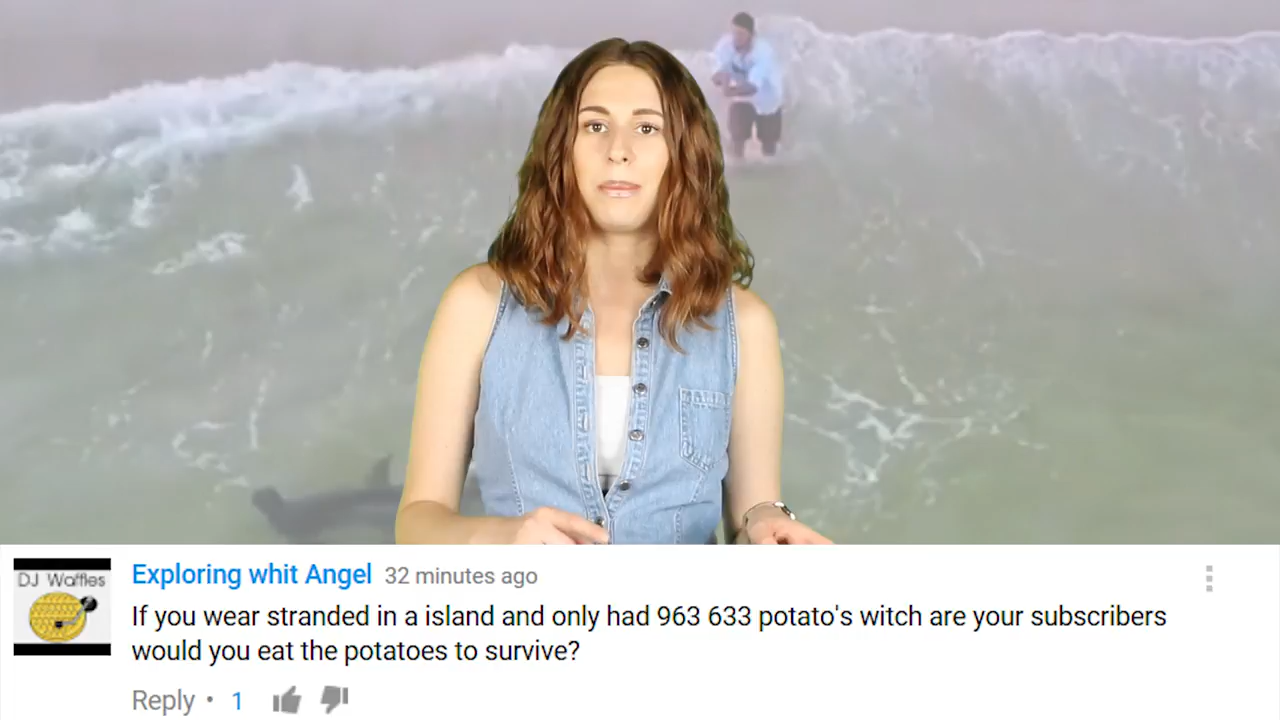 DJ Waffles
Exploring whit Angel 32 minutes ago
If you wear stranded in a island and only had 963 633 potato's witch are your subscribers
would you eat the potatoes to survive?
Reply • 1